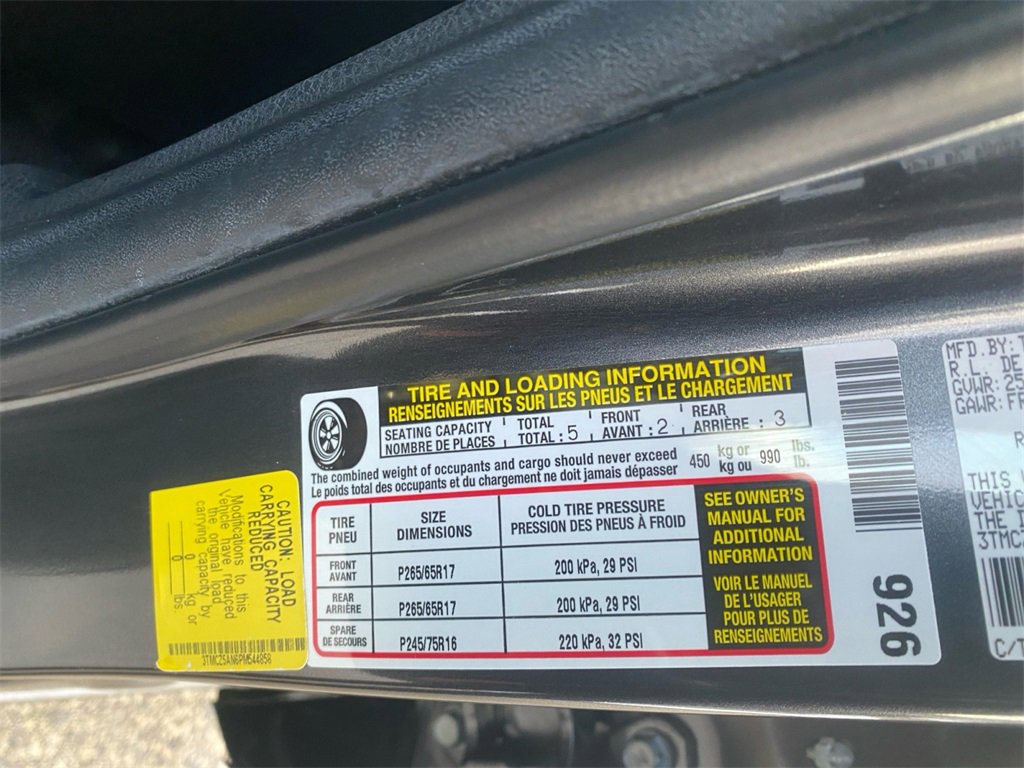 TIRE AND LOADING INFORMATION
RENSEIGNEMENTS SUR LES PNEUS ET LE CHARGEMENT
SEATING CAPACITY TOTAL FRONT REAR
NOMBRE DE PLACES TOTAL : 5 AVANT : 2 ARRIÈRE : 3
The combined weight of occupants and cargo should never exceed 450 kg or 990 lbs.
Le poids total des occupants et du chargement ne doit jamais dépasser kg ou lb.
TIRE SIZE COLD TIRE PRESSURE
PNEU DIMENSIONS PRESSION DES PNEUS À FROID
FRONT
AVANT P265/65R17 200 kPa, 29 PSI
REAR
ARRIÈRE P265/65R17 200 kPa, 29 PSI
SPARE
DE SECOURS P245/75R16 220 kPa, 32 PSI
SEE OWNER'S
MANUAL FOR
ADDITIONAL
INFORMATION
VOIR LE MANUEL
DE L'USAGER
POUR PLUS DE
RENSEIGNEMENTS
926
CAUTION: LOAD
CARRYING CAPACITY
REDUCED
Modifications to this
Vehicle have reduced
the original load
carrying capacity by
0 kg or
0 lbs.
3TMCZ5AN6PM544858
MFD.BY:T
R.L. DE
GVWR: 25
GAWR:FR
THIS
VEHIC
THE I
3TMCZ
C/T